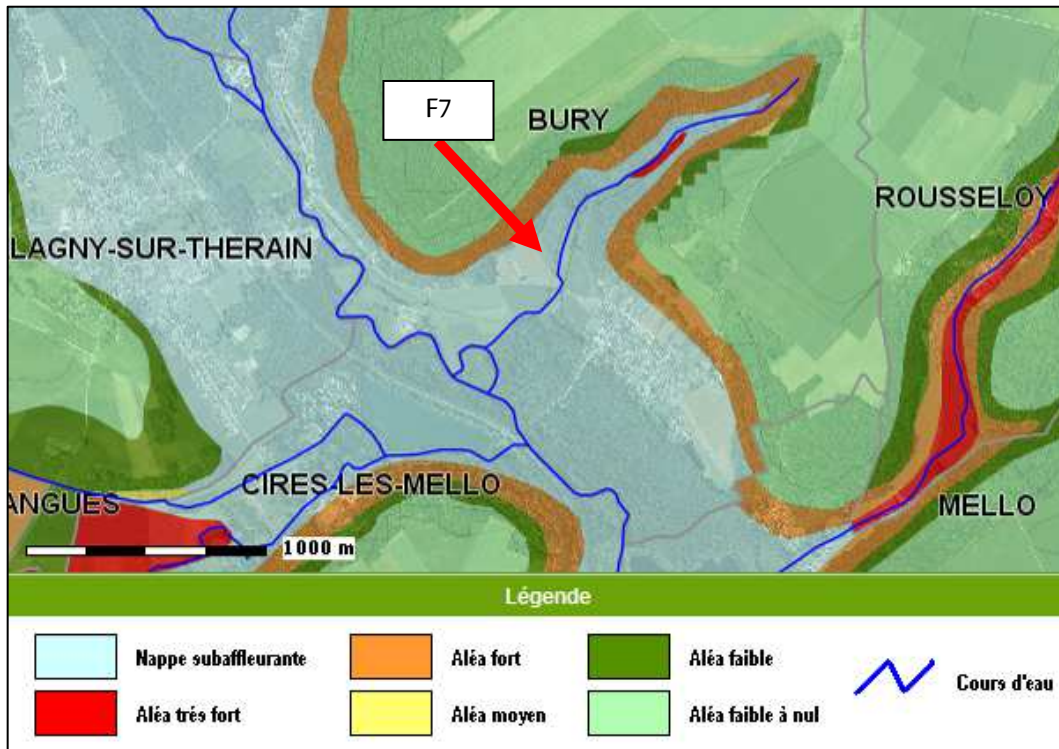 F7
BURY
ROUSSELOY
LAGNY-SUR-THERAIN
CIRES-LES-MELLO
ANGUES
MELLO
1000 m
Légende
Nappe subaffleurante
Aléa fort
Aléa faible
Cours d'eau
Aléa trés fort
Aléa moyen
Aléa faible à nul